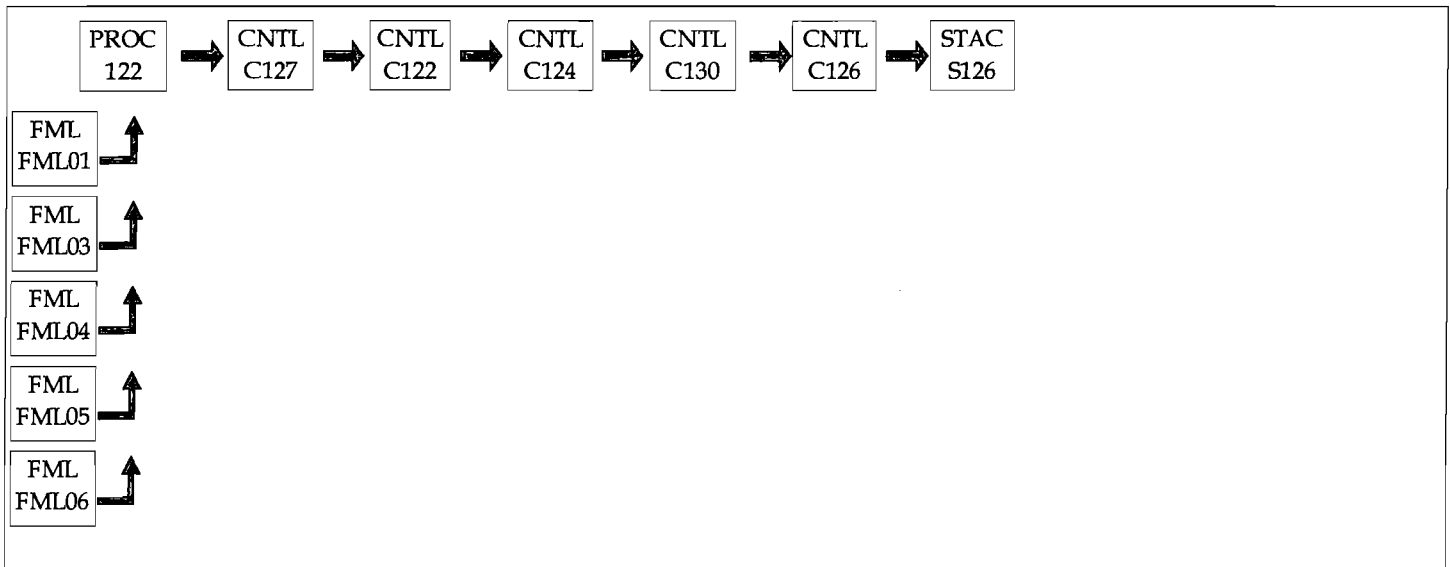 PROC
122
CNTL
C127
CNTL
C122
CNTL
C124
CNTL
C130
CNTL
C126
STAC
S126
FML
FML01
FML
FML03
FML
FML04
FML
FML05
FML
FML06